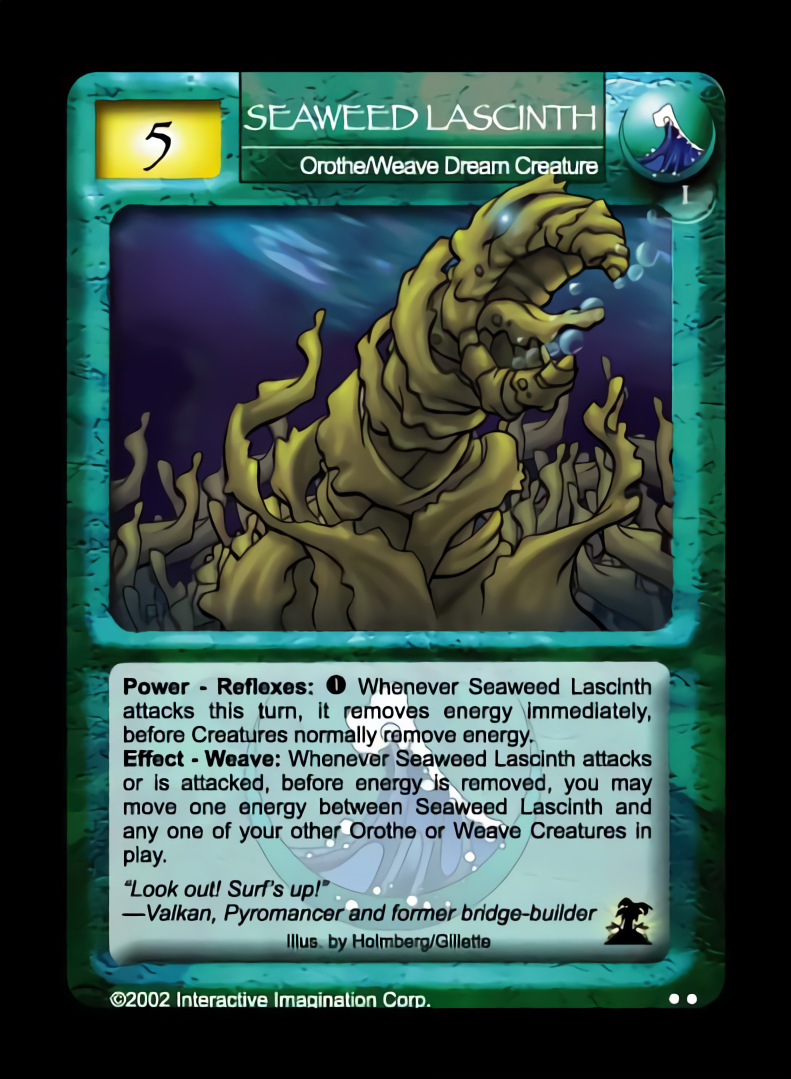 5
SEAWEED LASCINTH
Orothe/Weave Dream Creature
I
Power - Reflexes: 1 Whenever Seaweed Lascinth
attacks this turn, it removes energy immediately,
before Creatures normally remove energy.
Effect - Weave: Whenever Seaweed Lascinth attacks
or is attacked, before energy is removed, you may
move one energy between Seaweed Lascinth and
any one of your other Orothe or Weave Creatures in
play.
"Look out! Surf's up!"
—Valkan, Pyromancer and former bridge-builder
Illus. by Holmberg/Gillette
©2002 Interactive Imagination Corp.